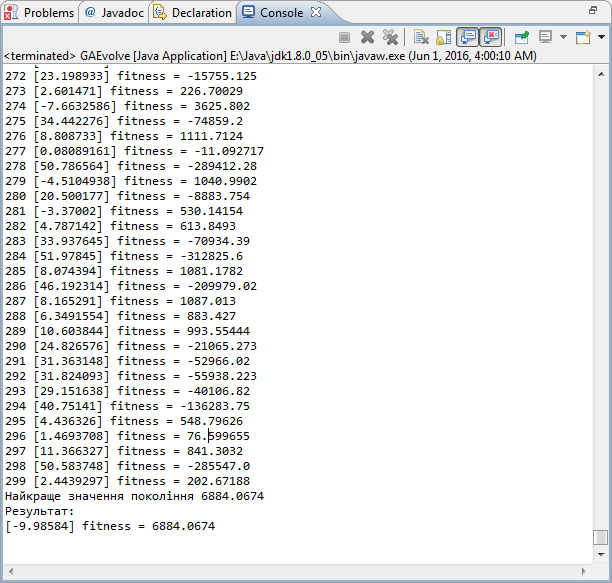 Problems @ Javadoc Declaration Console
<terminated> GAEvolve [Java Application] E:\Java\jdk1.8.0_05\bin\javaw.exe (Jun 1, 2016, 4:00:10 AM)
272 [23.198933] fitness = -15755.125
273 [2.601471] fitness = 226.70029
274 [-7.6632586] fitness = 3625.802
275 [34.442276] fitness = -74859.2
276 [8.808733] fitness = 1111.7124
277 [0.08089161] fitness = -11.092717
278 [50.786564] fitness = -289412.28
279 [-4.5104938] fitness = 1040.9902
280 [20.500177] fitness = -8883.754
281 [-3.37002] fitness = 530.14154
282 [4.787142] fitness = 613.8493
283 [33.937645] fitness = -70934.39
284 [51.97845] fitness = -312825.6
285 [8.074394] fitness = 1081.1782
286 [46.192314] fitness = -209979.02
287 [8.165291] fitness = 1087.013
288 [6.3491554] fitness = 883.427
289 [10.603844] fitness = 993.55444
290 [24.826576] fitness = -21065.273
291 [31.363148] fitness = -52966.02
292 [31.824093] fitness = -55938.223
293 [29.151638] fitness = -40106.82
294 [40.75141] fitness = -136283.75
295 [4.436326] fitness = 548.79626
296 [1.4693708] fitness = 76.599655
297 [11.366327] fitness = 841.3032
298 [50.583748] fitness = -285547.0
299 [2.4439297] fitness = 202.67188
Найкраще значення покоління 6884.0674
Результат:
[-9.98584] fitness = 6884.0674